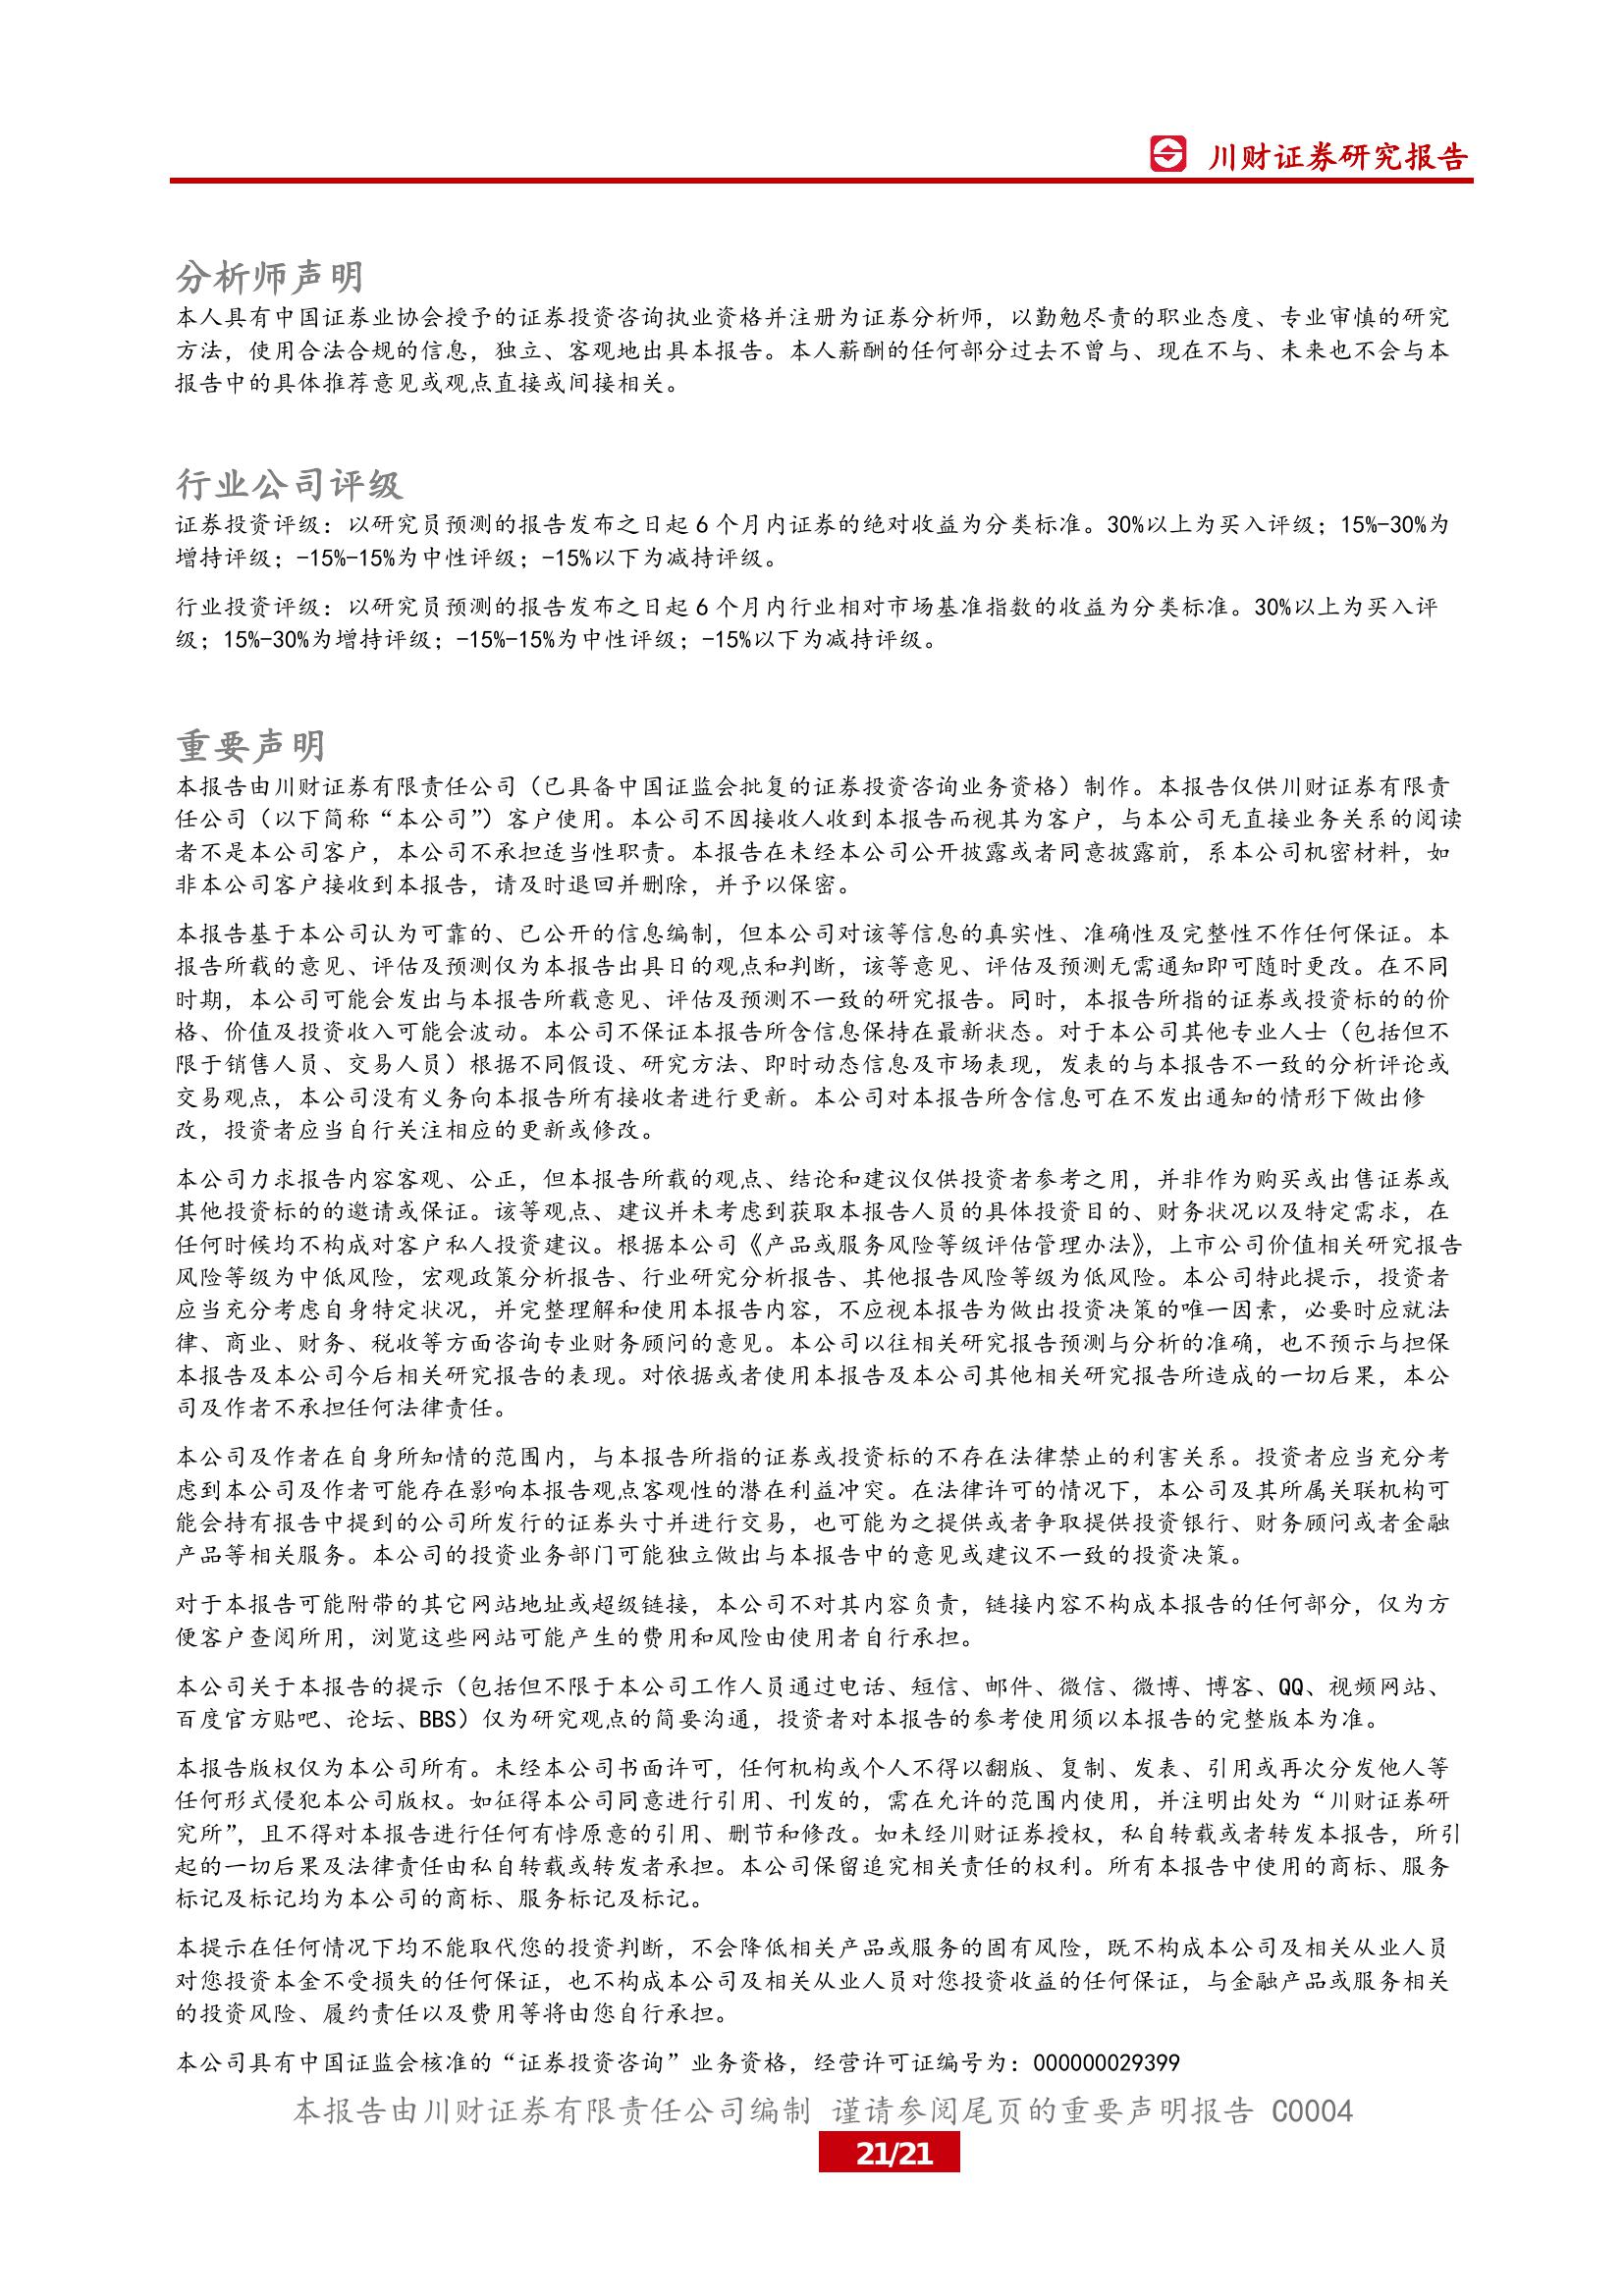 川财证券研究报告
分析师声明
本人具有中国证券业协会授予的证券投资咨询执业资格并注册为证券分析师，以勤勉尽责的职业态度、专业审慎的研究
方法，使用合法合规的信息，独立、客观地出具本报告。本人薪酬的任何部分过去不曾与、现在不与、未来也不会与本
报告中的具体推荐意见或观点直接或间接相关。
行业公司评级
证券投资评级：以研究员预测的报告发布之日起 6 个月内证券的绝对收益为分类标准。30%以上为买入评级；15%-30%为
增持评级；-15%-15%为中性评级；-15%以下为减持评级。
行业投资评级：以研究员预测的报告发布之日起 6 个月内行业相对市场基准指数的收益为分类标准。30%以上为买入评
级；15%-30%为增持评级；-15%-15%为中性评级；-15%以下为减持评级。
重要声明
本报告由川财证券有限责任公司（已具备中国证监会批复的证券投资咨询业务资格）制作。本报告仅供川财证券有限责
任公司（以下简称“本公司”）客户使用。本公司不因接收人收到本报告而视其为客户，与本公司无直接业务关系的阅读
者不是本公司客户，本公司不承担适当性职责。本报告在未经本公司公开披露或者同意披露前，系本公司机密材料，如
非本公司客户接收到本报告，请及时退回并删除，并予以保密。
本报告基于本公司认为可靠的、已公开的信息编制，但本公司对该等信息的真实性、准确性及完整性不作任何保证。本
报告所载的意见、评估及预测仅为本报告出具日的观点和判断，该等意见、评估及预测无需通知即可随时更改。在不同
时期，本公司可能会发出与本报告所载意见、评估及预测不一致的研究报告。同时，本报告所指的证券或投资标的的价
格、价值及投资收入可能会波动。本公司不保证本报告所含信息保持在最新状态。对于本公司其他专业人士（包括但不
限于销售人员、交易人员）根据不同假设、研究方法、即时动态信息及市场表现，发表的与本报告不一致的分析评论或
交易观点，本公司没有义务向本报告所有接收者进行更新。本公司对本报告所含信息可在不发出通知的情形下做出修
改，投资者应当自行关注相应的更新或修改。
本公司力求报告内容客观、公正，但本报告所载的观点、结论和建议仅供投资者参考之用，并非作为购买或出售证券或
其他投资标的的邀请或保证。该等观点、建议并未考虑到获取本报告人员的具体投资目的、财务状况以及特定需求，在
任何时候均不构成对客户私人投资建议。根据本公司《产品或服务风险等级评估管理办法》，上市公司价值相关研究报告
风险等级为中低风险，宏观政策分析报告、行业研究分析报告、其他报告风险等级为低风险。本公司特此提示，投资者
应当充分考虑自身特定状况，并完整理解和使用本报告内容，不应视本报告为做出投资决策的唯一因素，必要时应就法
律、商业、财务、税收等方面咨询专业财务顾问的意见。本公司以往相关研究报告预测与分析的准确，也不预示与担保
本报告及本公司今后相关研究报告的表现。对依据或者使用本报告及本公司其他相关研究报告所造成的一切后果，本公
司及作者不承担任何法律责任。
本公司及作者在自身所知情的范围内，与本报告所指的证券或投资标的不存在法律禁止的利害关系。投资者应当充分考
虑到本公司及作者可能存在影响本报告观点客观性的潜在利益冲突。在法律许可的情况下，本公司及其所属关联机构可
能会持有报告中提到的公司所发行的证券头寸并进行交易，也可能为之提供或者争取提供投资银行、财务顾问或者金融
产品等相关服务。本公司的投资业务部门可能独立做出与本报告中的意见或建议不一致的投资决策。
对于本报告可能附带的其它网站地址或超级链接，本公司不对其内容负责，链接内容不构成本报告的任何部分，仅为方
便客户查阅所用，浏览这些网站可能产生的费用和风险由使用者自行承担。
本公司关于本报告的提示（包括但不限于本公司工作人员通过电话、短信、邮件、微信、微博、博客、QQ、视频网站、
百度官方贴吧、论坛、BBS）仅为研究观点的简要沟通，投资者对本报告的参考使用须以本报告的完整版本为准。
本报告版权仅为本公司所有。未经本公司书面许可，任何机构或个人不得以翻版、复制、发表、引用或再次分发他人等
任何形式侵犯本公司版权。如征得本公司同意进行引用、刊发的，需在允许的范围内使用，并注明出处为“川财证券研
究所”，且不得对本报告进行任何有悖原意的引用、删节和修改。如未经川财证券授权，私自转载或者转发本报告，所引
起的一切后果及法律责任由私自转载或转发者承担。本公司保留追究相关责任的权利。所有本报告中使用的商标、服务
标记及标记均为本公司的商标、服务标记及标记。
本提示在任何情况下均不能取代您的投资判断，不会降低相关产品或服务的固有风险，既不构成本公司及相关从业人员
对您投资本金不受损失的任何保证，也不构成本公司及相关从业人员对您投资收益的任何保证，与金融产品或服务相关
的投资风险、履约责任以及费用等将由您自行承担。
本公司具有中国证监会核准的“证券投资咨询”业务资格，经营许可证编号为：000000029399
本报告由川财证券有限责任公司编制 谨请参阅尾页的重要声明报告 C0004
21/21